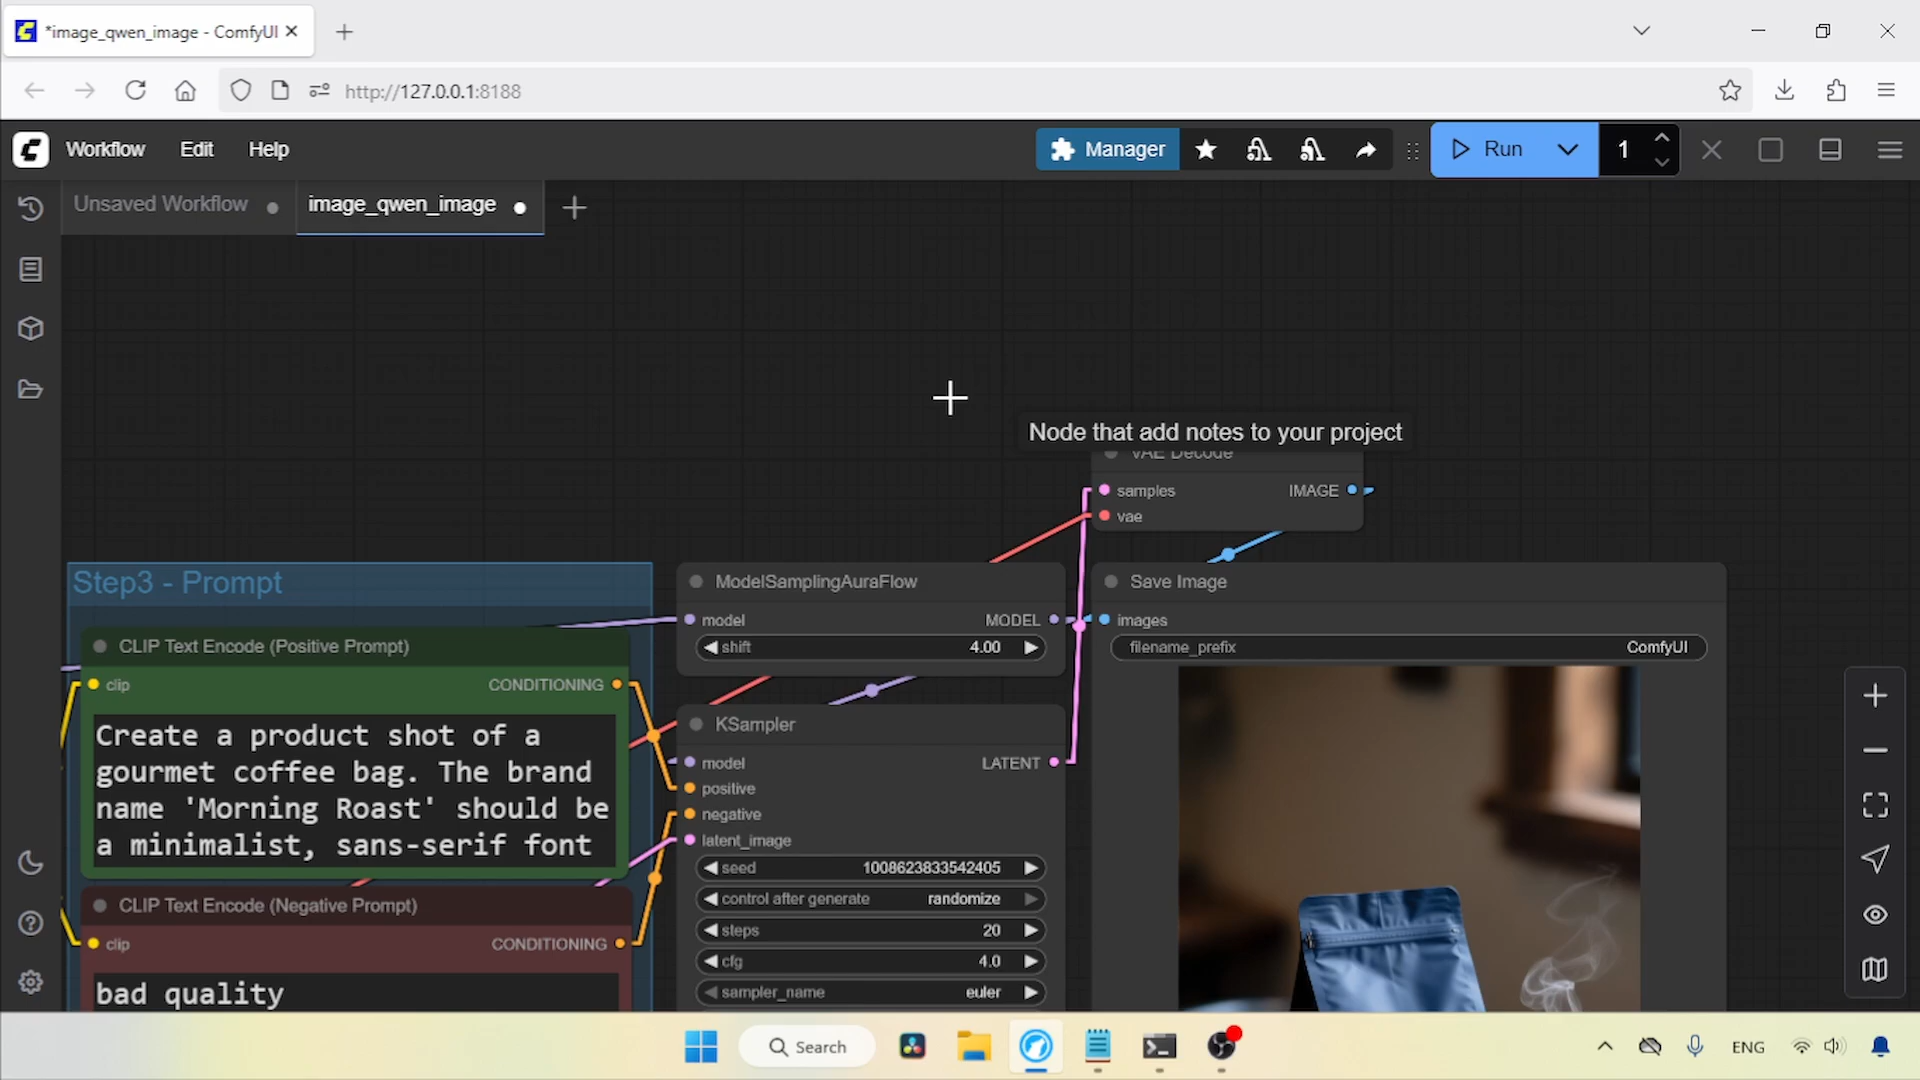 *image_qwen_image - ComfyUI
http://127.0.0.1:8188
Workflow
Edit
Help
Manager
Run
1
Unsaved Workflow
image_qwen_image
Node that add notes to your project
VAE Decode
samples
IMAGE
vae
Step3 - Prompt
ModelSamplingAuraFlow
Save Image
model
MODEL
images
shift
4.00
filename_prefix
ComfyUI
CLIP Text Encode (Positive Prompt)
clip
CONDITIONING
Create a product shot of a
gourmet coffee bag. The brand
name 'Morning Roast' should be
a minimalist, sans-serif font
KSampler
model
LATENT
positive
negative
latent_image
seed
1008623833542405
control after generate
randomize
steps
20
cfg
4.0
sampler_name
euler
CLIP Text Encode (Negative Prompt)
clip
CONDITIONING
bad quality
Search
ENG